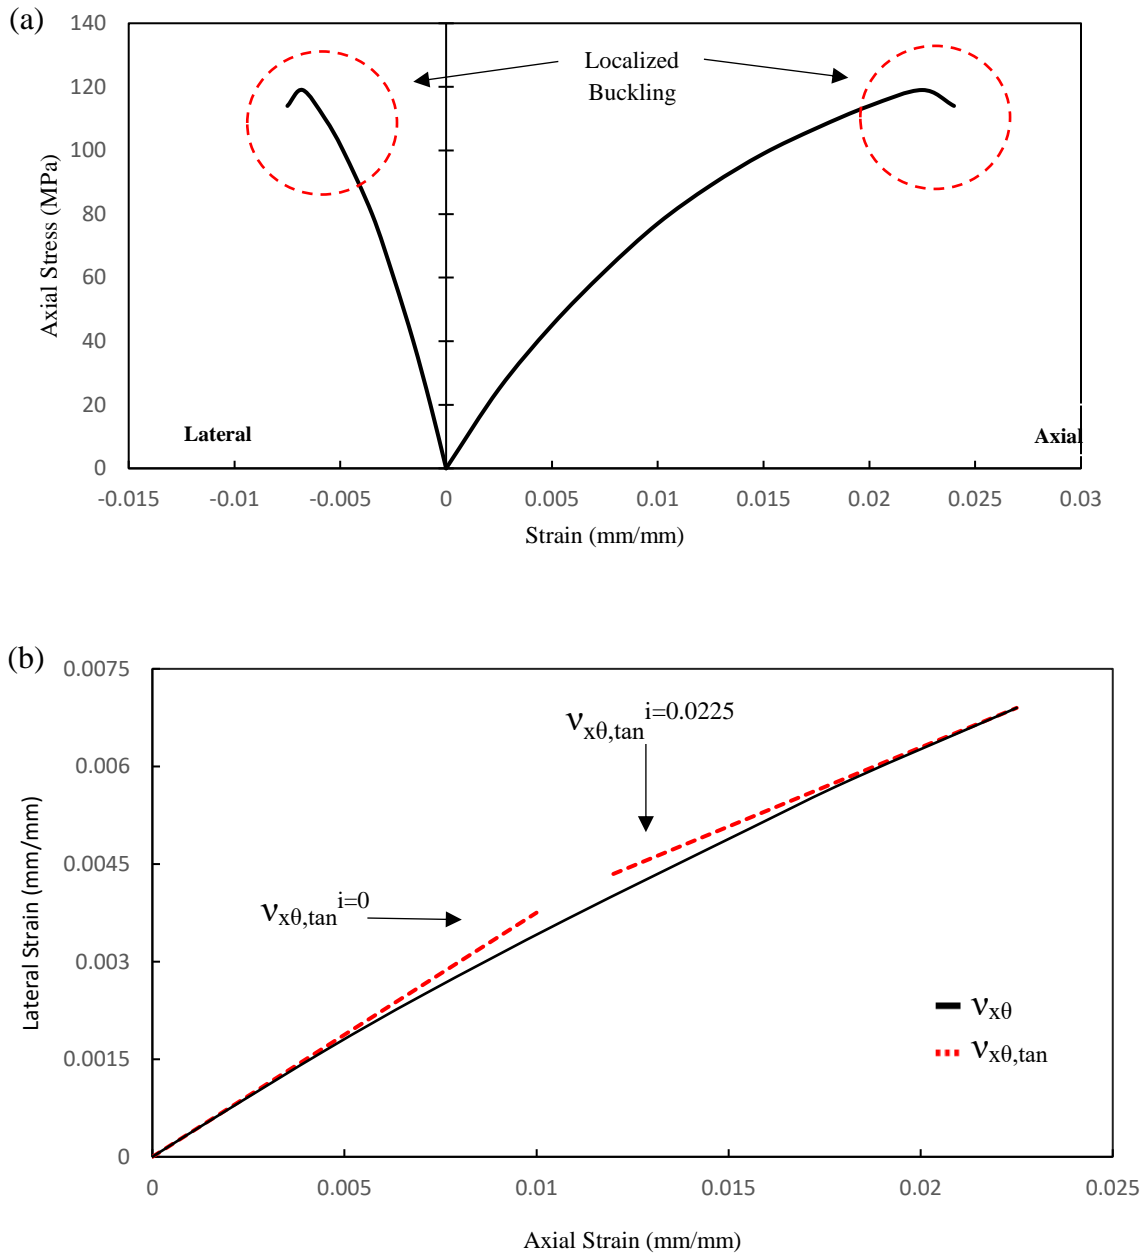 (a)
140
120
100
80
60
40
20
0
Axial Stress (MPa)
Localized
Buckling
Lateral
Axial
-0.015
-0.01
-0.005
0
0.005
0.01
0.015
0.02
0.025
0.03
Strain (mm/mm)
(b)
0.0075
0.006
0.0045
0.003
0.0015
0
Lateral Strain (mm/mm)
νxθ,tan i=0.0225
νxθ,tan i=0
νxθ
νxθ,tan
0
0.005
0.01
0.015
0.02
0.025
Axial Strain (mm/mm)